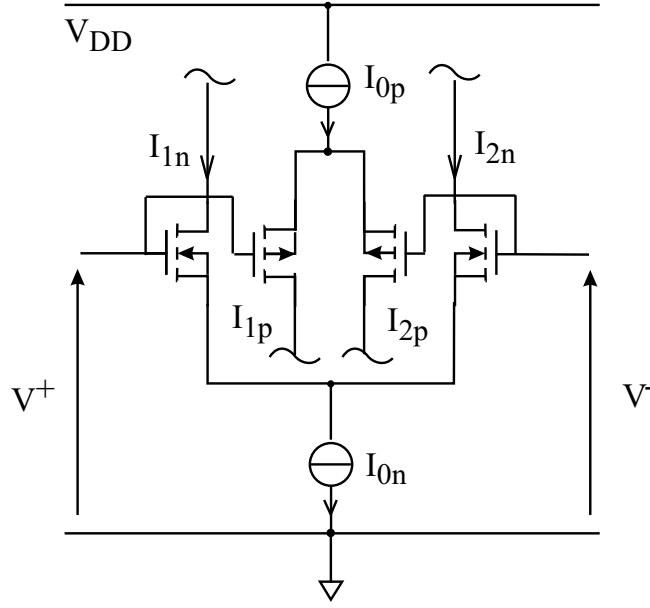 V_DD
I_0p
I_1n
I_2n
I_1p
I_2p
V^+
V^-
I_0n